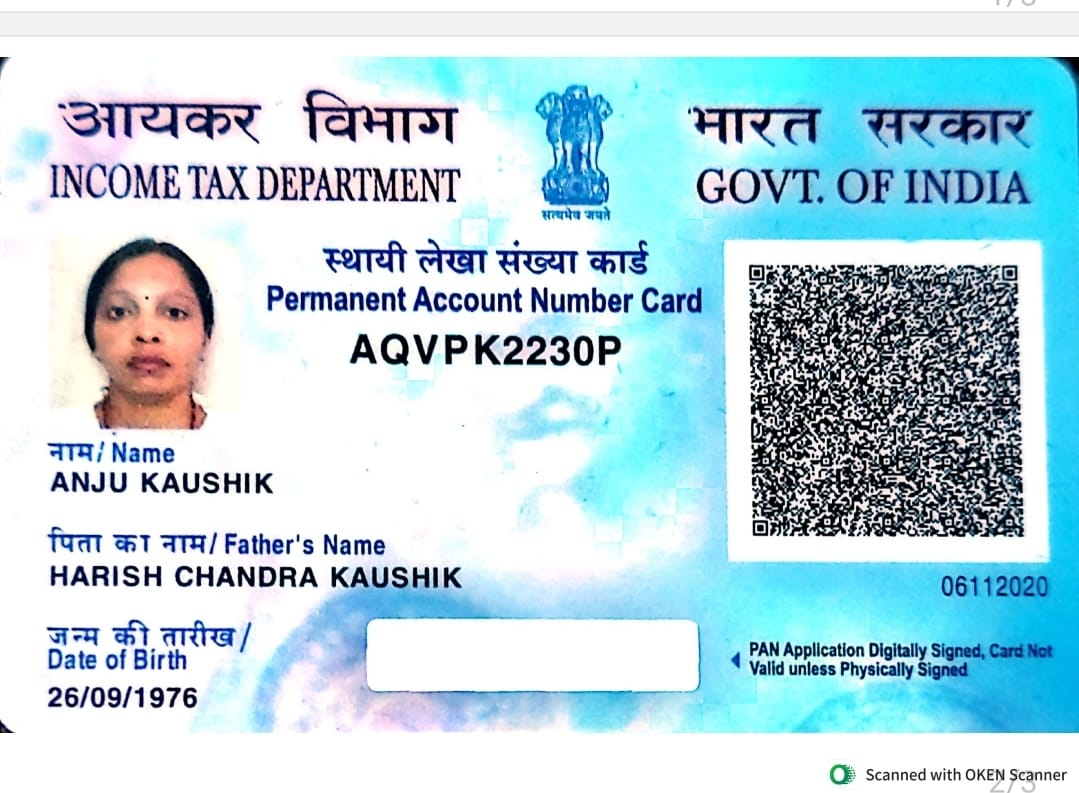 आयकर विभाग
INCOME TAX DEPARTMENT
सत्यमेव जयते
भारत सरकार
GOVT. OF INDIA
स्थायी लेखा संख्या कार्ड
Permanent Account Number Card
AQVPK2230P
नाम/ Name
ANJU KAUSHIK
पिता का नाम/ Father's Name
HARISH CHANDRA KAUSHIK
06112020
जन्म की तारीख/
Date of Birth
26/09/1976
PAN Application Digitally Signed, Card Not
Valid unless Physically Signed
Scanned with OKEN Scanner
2/3